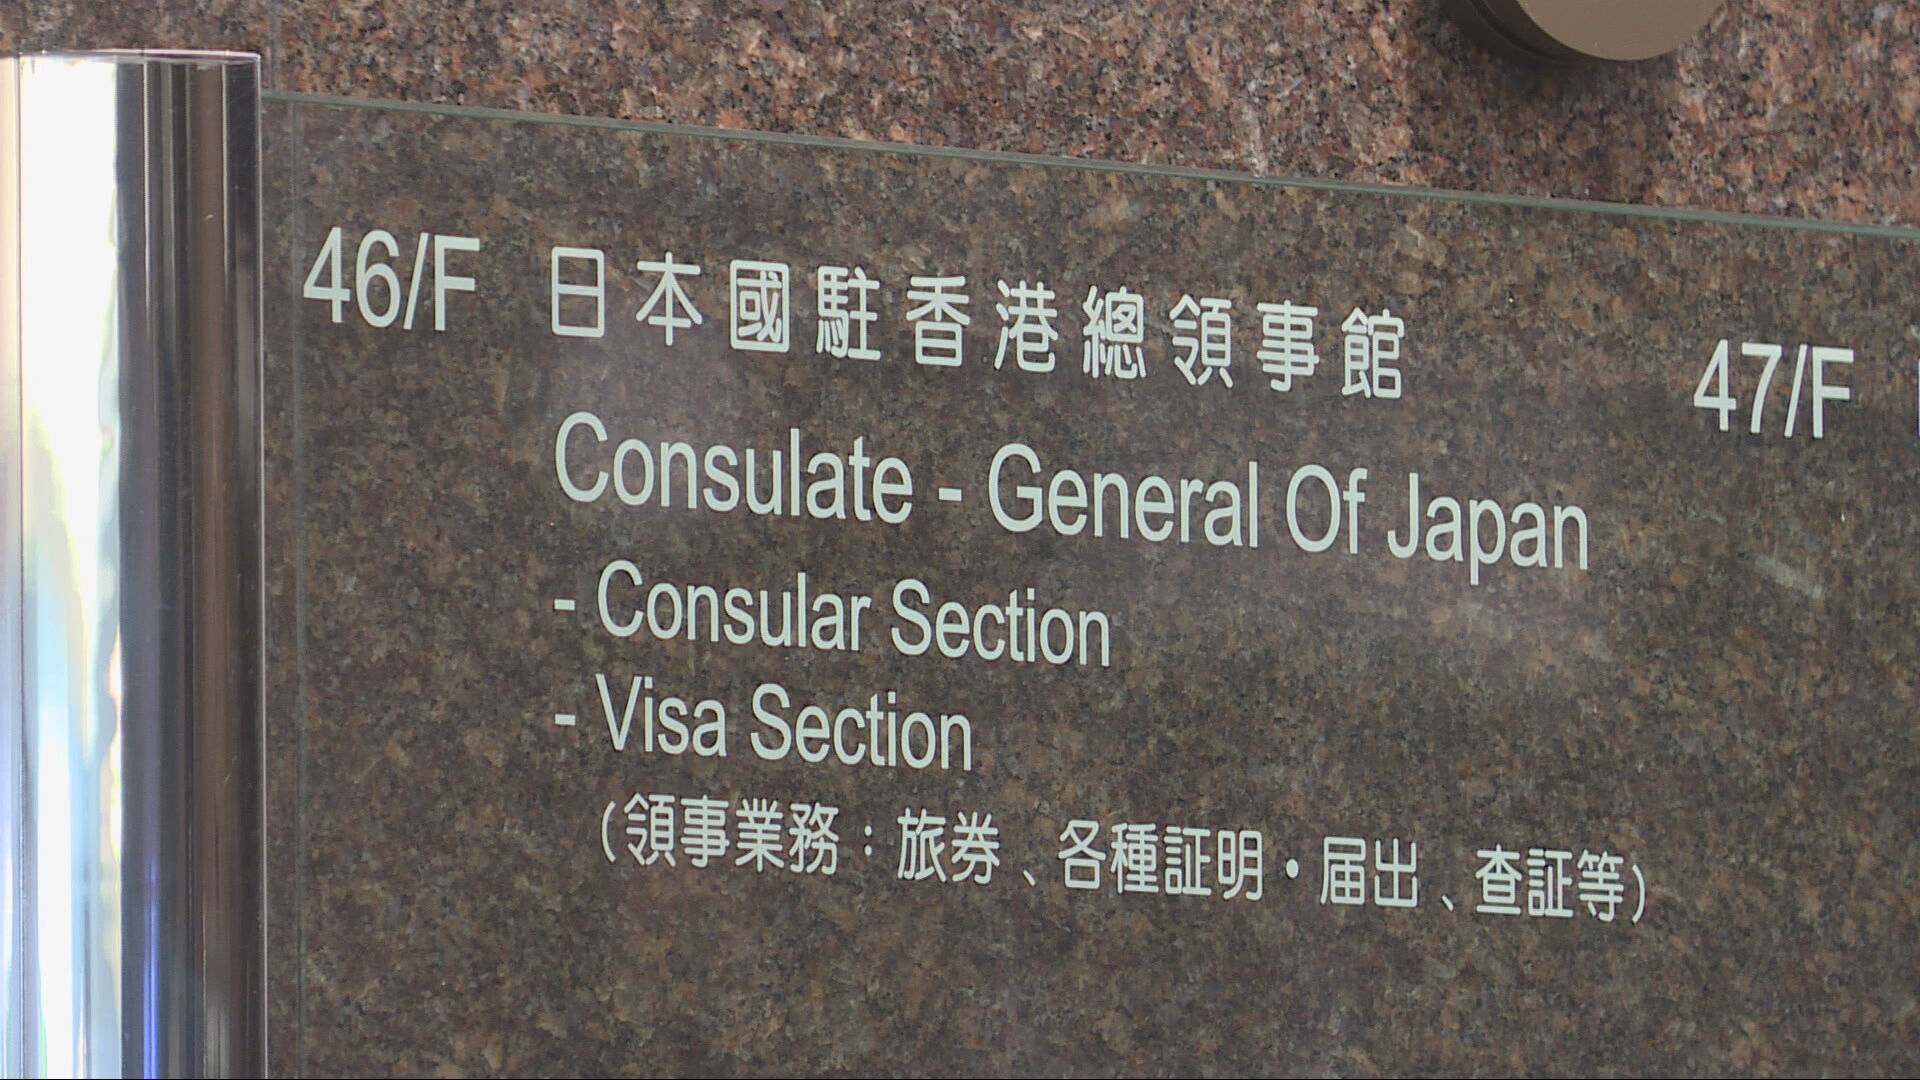 46/F 日本國駐香港總領事館
Consulate - General Of Japan
- Consular Section
- Visa Section
(領事業務：旅券、各種証明・届出、査証等)
47/F